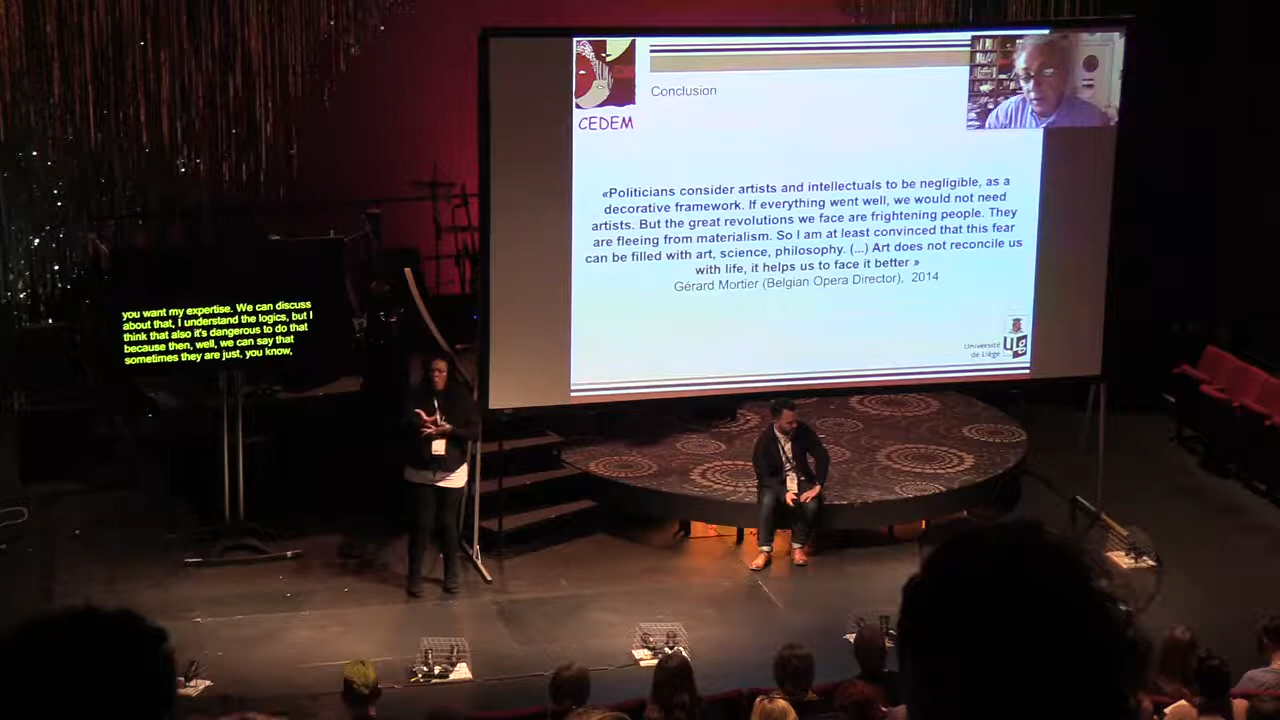 CEDEM
Conclusion
«Politicians consider artists and intellectuals to be negligible, as a
decorative framework. If everything went well, we would not need
artists. But the great revolutions we face are frightening people. They
are fleeing from materialism. So I am at least convinced that this fear
can be filled with art, science, philosophy. (...) Art does not reconcile us
with life, it helps us to face it better »
Gérard Mortier (Belgian Opera Director), 2014
Université
de Liège
ULg
you want my expertise. We can discuss
about that, I understand the logics, but I
think that also it's dangerous to do that
because then, well, we can say that
sometimes they are just, you know,